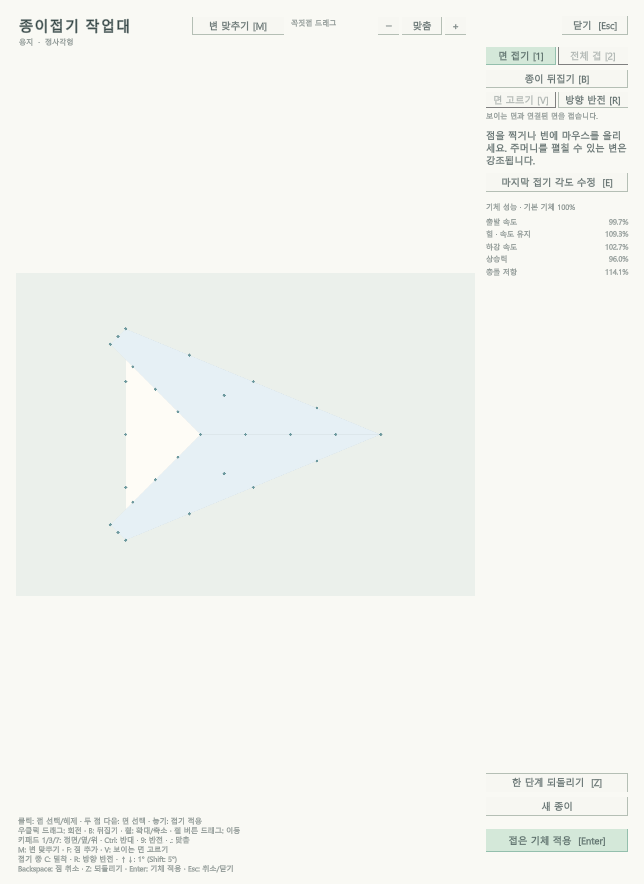 종이접기 작업대
용지 · 정사각형
변 맞추기 [M]
꼭짓점 드래그
− 맞춤 +
닫기 [Esc]
면 접기 [1] 전체 겹 [2]
종이 뒤집기 [B]
면 고르기 [V] 방향 반전 [R]
보이는 면과 연결된 면을 접습니다.
점을 찍거나 변에 마우스를 올리
세요. 주머니를 펼칠 수 있는 변은
강조됩니다.
마지막 접기 각도 수정 [E]
기체 성능 · 기본 기체 100%
출발 속도 99.7%
힘 · 속도 유지 109.3%
하강 속도 102.7%
상승력 96.0%
충돌 저항 114.1%
한 단계 되돌리기 [Z]
새 종이
접은 기체 적용 [Enter]
클릭: 점 선택/해제 · 두 점 다음: 면 선택 · 놓기: 접기 적용
우클릭 드래그: 회전 · B: 뒤집기 · 휠: 확대/축소 · 휠 버튼 드래그: 이동
키패드 1/3/7: 정면/옆/위 · Ctrl: 반대 · 9: 반전 · .: 맞춤
M: 변 맞추기 · F: 점 추가 · V: 보이는 면 고르기
접기 중 C: 밀착 · R: 방향 반전 · ↑ ↓: 1° (Shift: 5°)
Backspace: 점 취소 · Z: 되돌리기 · Enter: 기체 적용 · Esc: 취소/닫기